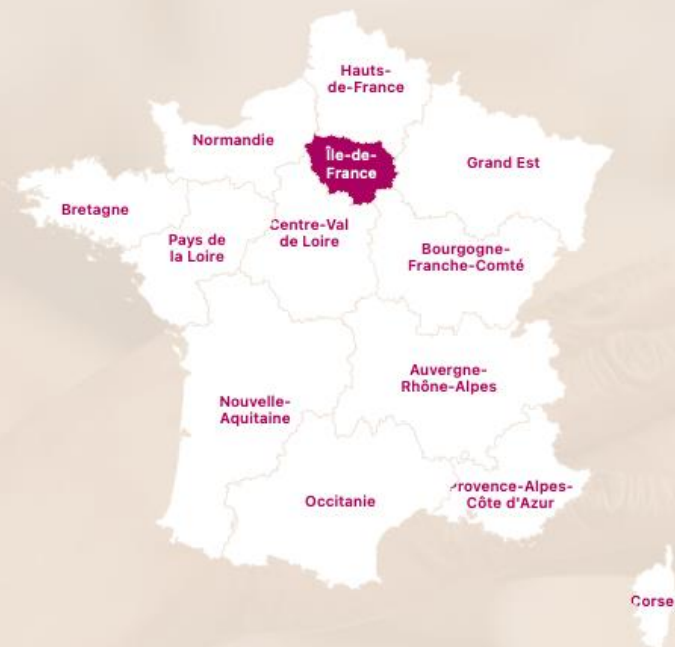 Hauts-
de-France
Normandie
Île-de-
France
Grand Est
Bretagne
Pays de
la Loire
Centre-Val
de Loire
Bourgogne-
Franche-Comté
Auvergne-
Rhône-Alpes
Nouvelle-
Aquitaine
Occitanie
Provence-Alpes-
Côte d'Azur
Corse